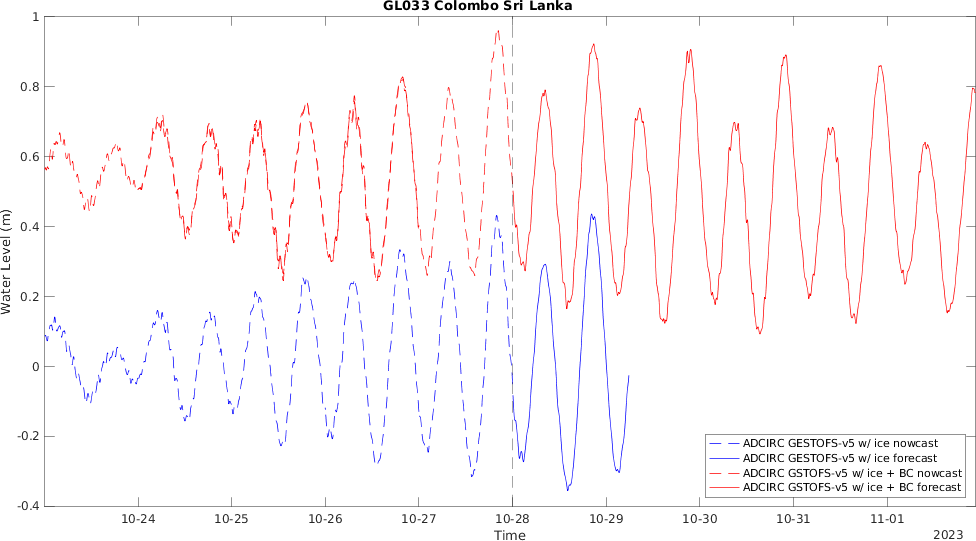 GL033 Colombo Sri Lanka
1
0.8
0.6
0.4
0.2
0
-0.2
-0.4
Water Level (m)
ADCIRC GESTOFS-v5 w/ ice nowcast
ADCIRC GESTOFS-v5 w/ ice forecast
ADCIRC GSTOFS-v5 w/ ice + BC nowcast
ADCIRC GSTOFS-v5 w/ ice + BC forecast
10-24 10-25 10-26 10-27 10-28 10-29 10-30 10-31 11-01
Time
2023